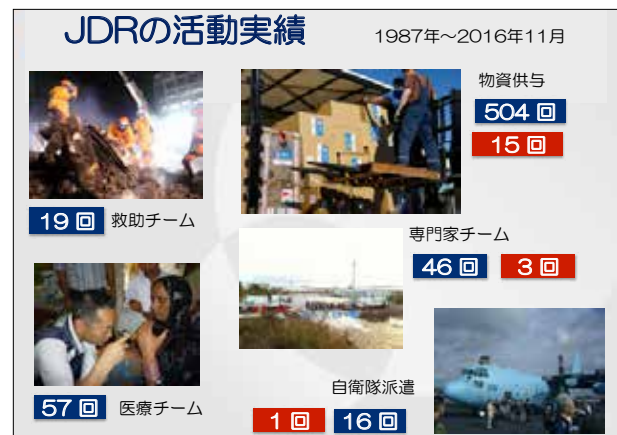 JDRの活動実績
1987年～2016年11月
物資供与
504回
15回
19回 救助チーム
専門家チーム
46回 3回
57回 医療チーム
自衛隊派遣
1回 16回